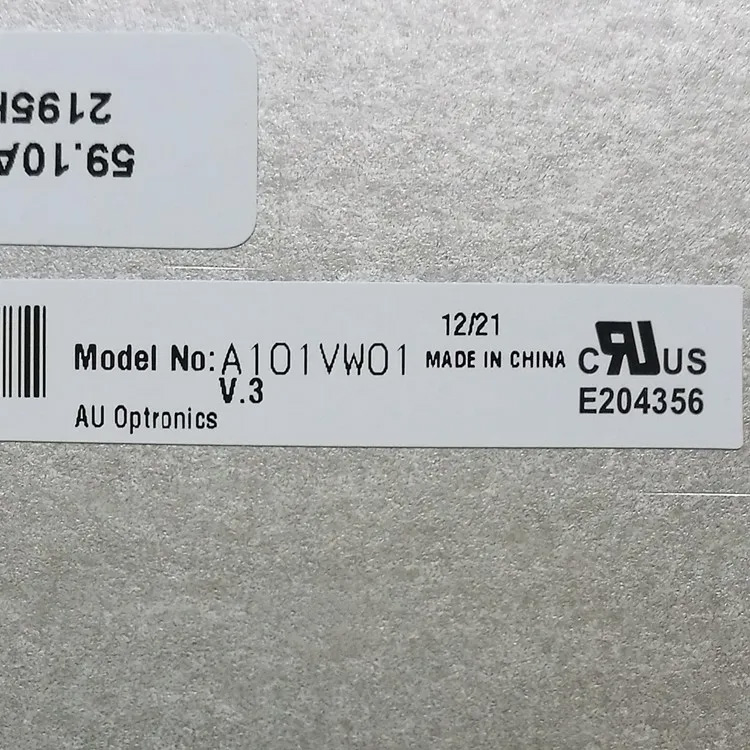 59.10A
2195
12/21
Model No: A101VW01 MADE IN CHINA
V.3
AU Optronics
C RU US
E204356